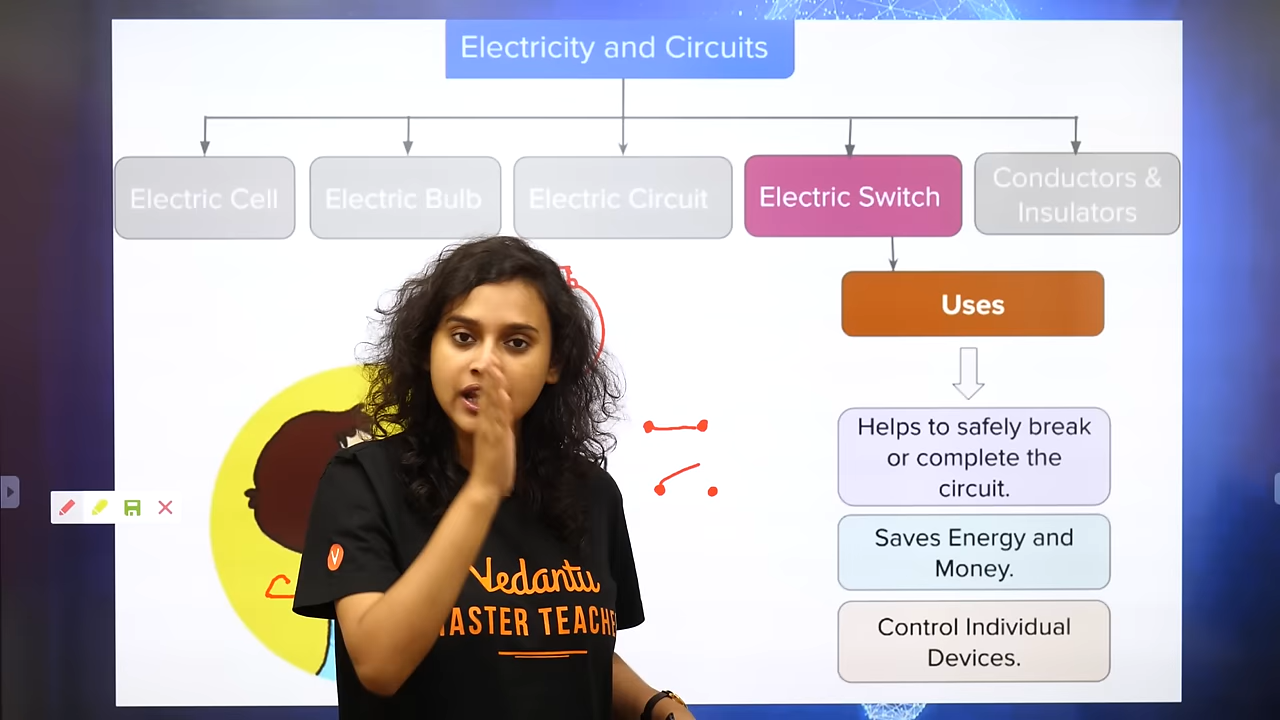 Electricity and Circuits
Electric Cell
Electric Bulb
Electric Circuit
Electric Switch
Conductors &
Insulators
Uses
Helps to safely break
or complete the
circuit.
Saves Energy and
Money.
Control Individual
Devices.
V
Vedantu
MASTER TEACHE